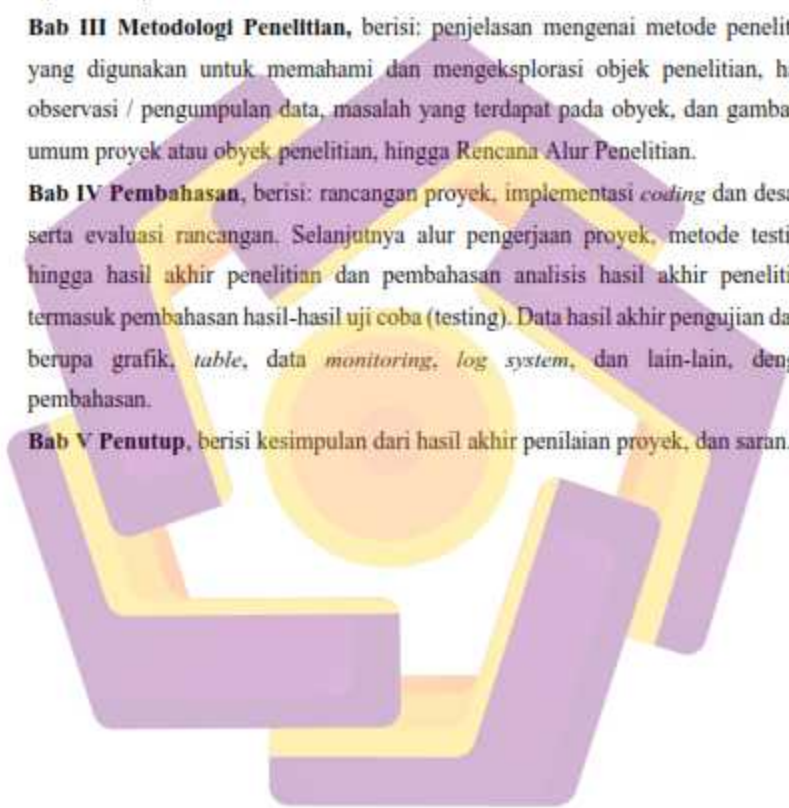 Bab III Metodologi Penelitian, berisi: penjelasan mengenai metode penelit
yang digunakan untuk memahami dan mengeksplorasi objek penelitian, ha
observasi / pengumpulan data, masalah yang terdapat pada obyek, dan gamba
umum proyek atau obyek penelitian, hingga Rencana Alur Penelitian.
Bab IV Pembahasan, berisi: rancangan proyek, implementasi coding dan desa
serta evaluasi rancangan. Selanjutnya alur pengerjaan proyek, metode testi
hingga hasil akhir penelitian dan pembahasan analisis hasil akhir peneliti
termasuk pembahasan hasil-hasil uji coba (testing). Data hasil akhir pengujian da
berupa grafik, table, data monitoring, log system, dan lain-lain, deng
pembahasan.
Bab V Penutup, berisi kesimpulan dari hasil akhir penilaian proyek, dan saran.